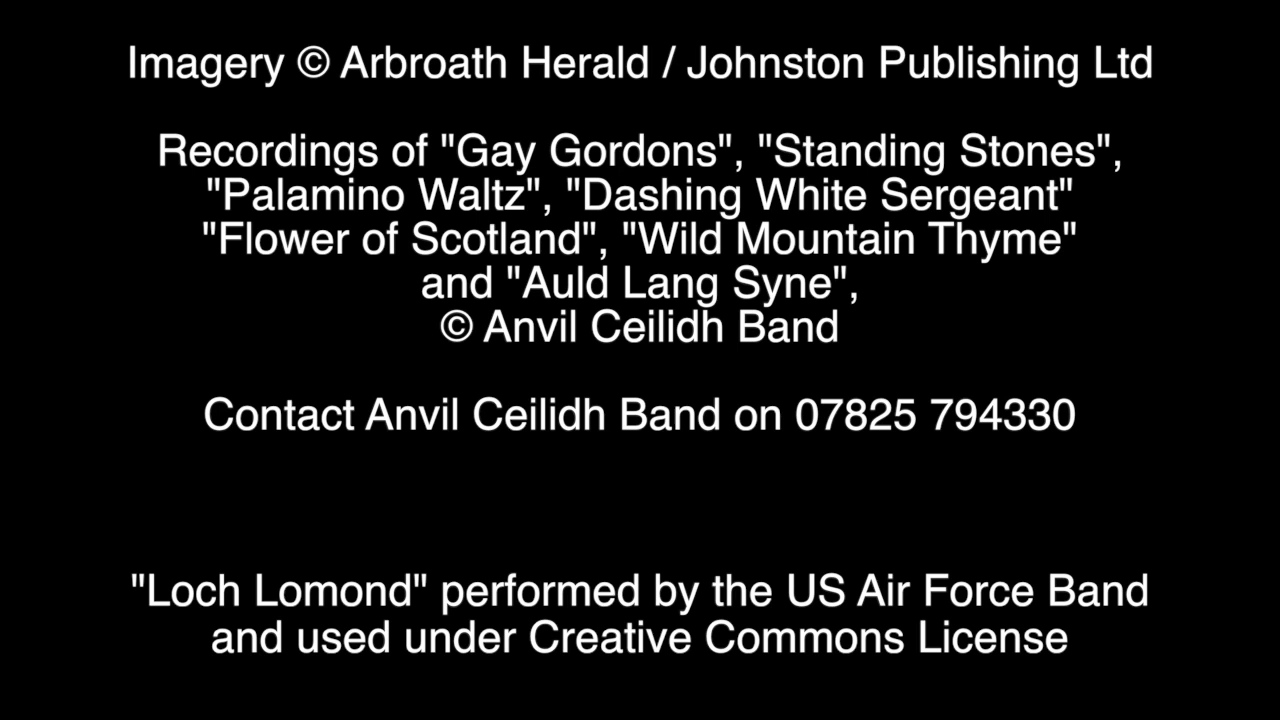 Imagery © Arbroath Herald / Johnston Publishing Ltd
Recordings of "Gay Gordons", "Standing Stones",
"Palamino Waltz", "Dashing White Sergeant"
"Flower of Scotland", "Wild Mountain Thyme"
and "Auld Lang Syne",
© Anvil Ceilidh Band
Contact Anvil Ceilidh Band on 07825 794330
"Loch Lomond" performed by the US Air Force Band
and used under Creative Commons License